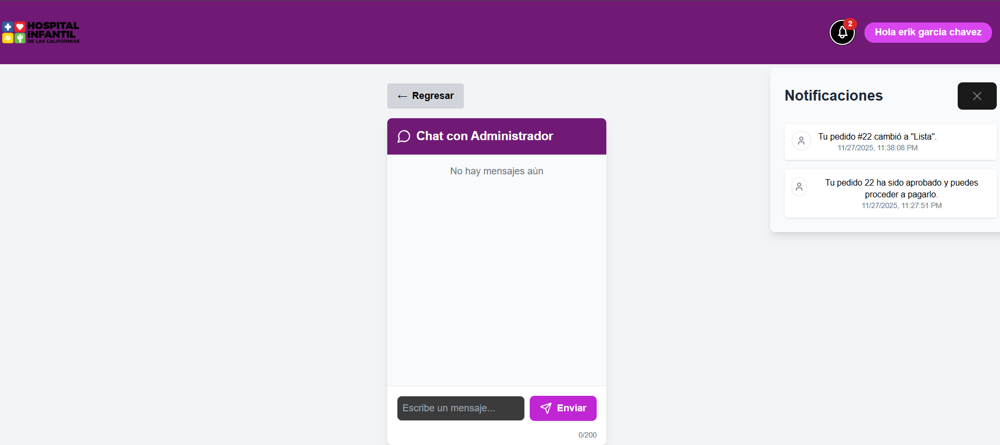 HOSPITAL
INFANTIL
DE LAS CALIFORNIAS
2
Hola erik garcia chavez
← Regresar
Chat con Administrador
No hay mensajes aún
Escribe un mensaje...
Enviar
0/200
Notificaciones
Tu pedido #22 cambió a "Lista".
11/27/2025, 11:38:08 PM
Tu pedido 22 ha sido aprobado y puedes
proceder a pagarlo.
11/27/2025, 11:27:51 PM